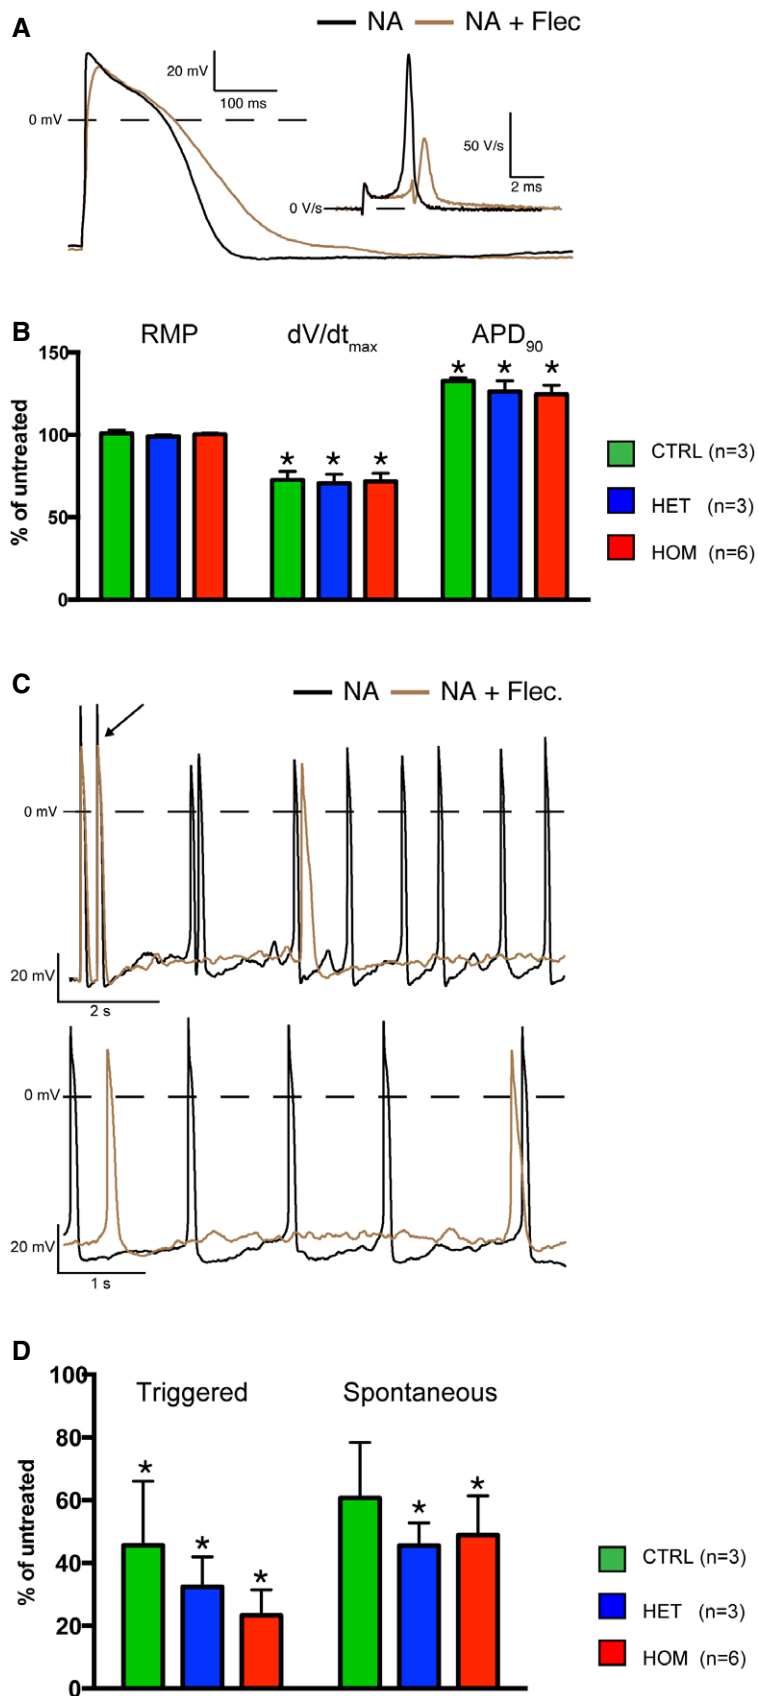 A
NA NA + Flec
20 mV
100 ms
0 mV
50 V/s
2 ms
0 V/s
B
RMP dV/dtmax APD90
% of untreated
150
100
50
0
* * * * * *
CTRL (n=3)
HET (n=3)
HOM (n=6)
C
NA NA + Flec.
0 mV
20 mV
2 s
0 mV
20 mV
1 s
D
Triggered Spontaneous
% of untreated
100
80
60
40
20
0
* * * * *
CTRL (n=3)
HET (n=3)
HOM (n=6)